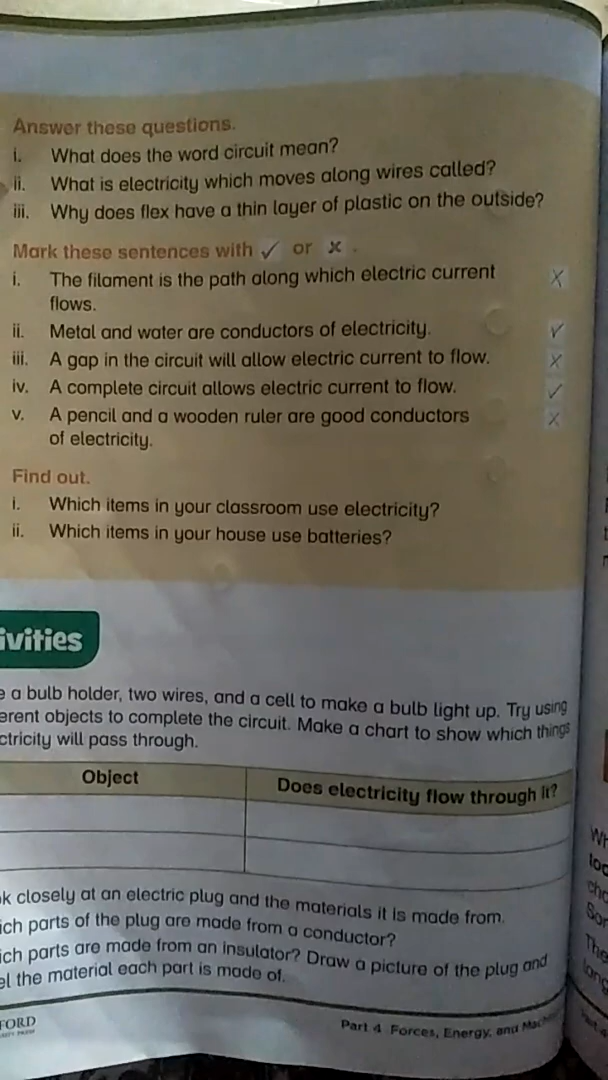 Answer these questions.
i. What does the word circuit mean?
ii. What is electricity which moves along wires called?
iii. Why does flex have a thin layer of plastic on the outside?
Mark these sentences with ✓ or ✗.
i. The filament is the path along which electric current ✗
flows.
ii. Metal and water are conductors of electricity. ✓
iii. A gap in the circuit will allow electric current to flow. ✗
iv. A complete circuit allows electric current to flow. ✓
v. A pencil and a wooden ruler are good conductors ✗
of electricity.
Find out.
i. Which items in your classroom use electricity?
ii. Which items in your house use batteries?
ivities
e a bulb holder, two wires, and a cell to make a bulb light up. Try using
erent objects to complete the circuit. Make a chart to show which things
ctricity will pass through.
Object Does electricity flow through it?
ok closely at an electric plug and the materials it is made from.
ich parts of the plug are made from a conductor?
ich parts are made from an insulator? Draw a picture of the plug and
el the material each part is made of.
FORD
Part 4 Forces, Energy, and